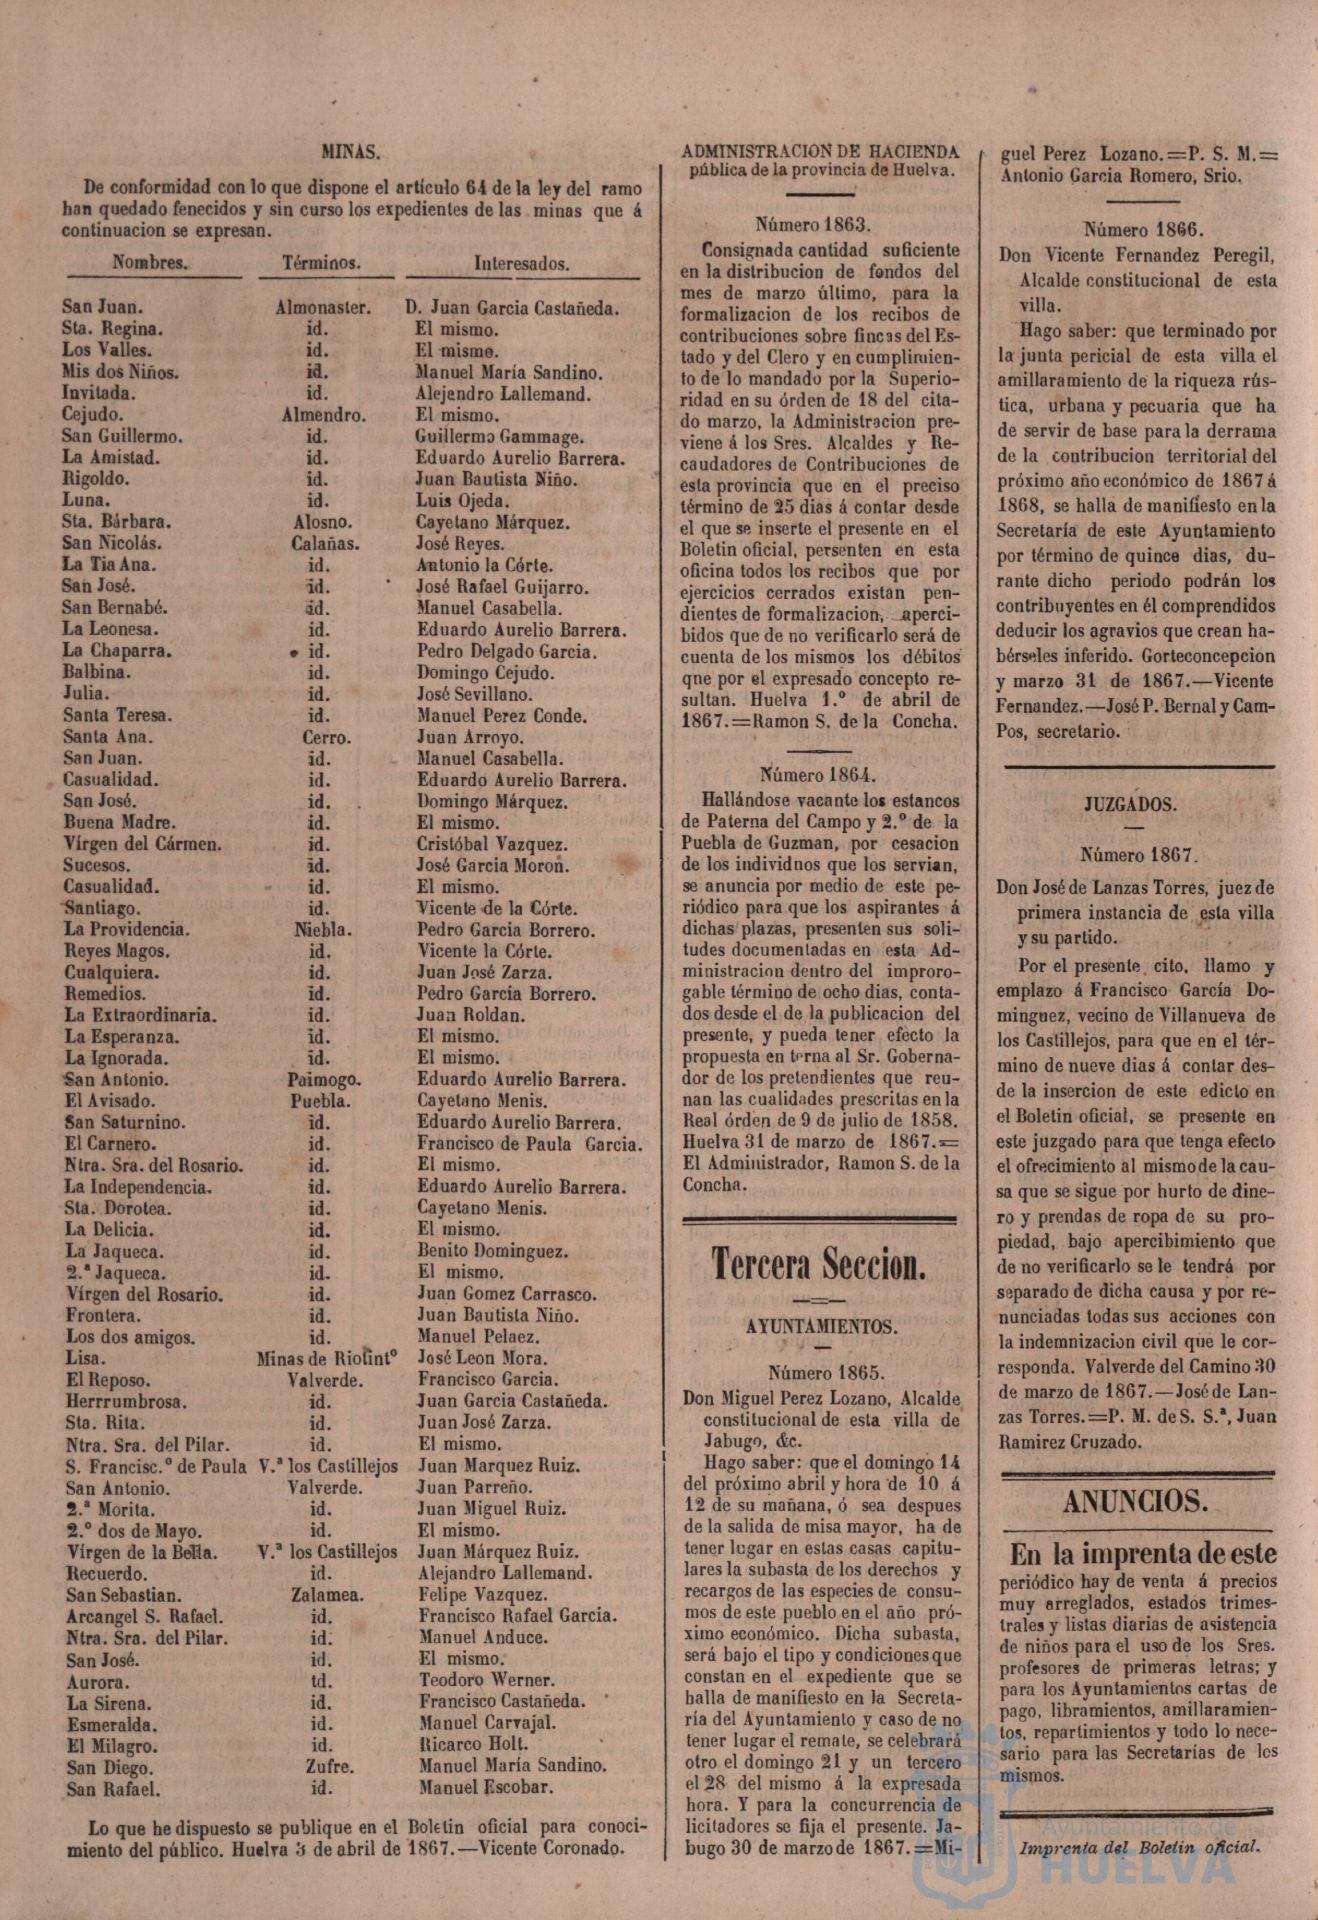 MINAS.
De conformidad con lo que dispone el artículo 64 de la ley del ramo
han quedado fenecidos y sin curso los expedientes de las minas que á
continuacion se expresan.
Nombres. Términos. Interesados.
San Juan. Almonaster. D. Juan Garcia Castañeda.
Sta. Regina. id. El mismo.
Los Valles. id. El mismo.
Mis dos Niños. id. Manuel María Sandino.
Invitada. id. Alejandro Lallemand.
Cejudo. Almendro. El mismo.
San Guillermo. id. Guillermo Gammage.
La Amistad. id. Eduardo Aurelio Barrera.
Rigoldo. id. Juan Bautista Niño.
Luna. id. Luis Ojeda.
Sta. Bárbara. Alosno. Cayetano Márquez.
San Nicolás. Calañas. José Reyes.
La Tia Ana. id. Antonio la Córte.
San José. id. José Rafael Guijarro.
San Bernabé. id. Manuel Casabella.
La Leonesa. id. Eduardo Aurelio Barrera.
La Chaparra. id. Pedro Delgado Garcia.
Balbina. id. Domingo Cejudo.
Julia. id. José Sevillano.
Santa Teresa. id. Manuel Perez Conde.
Santa Ana. Cerro. Juan Arroyo.
San Juan. id. Manuel Casabella.
Casualidad. id. Eduardo Aurelio Barrera.
San José. id. Domingo Márquez.
Buena Madre. id. El mismo.
Vírgen del Cármen. id. Cristóbal Vazquez.
Sucesos. id. José Garcia Moron.
Casualidad. id. El mismo.
Santiago. id. Vicente de la Córte.
La Providencia. Niebla. Pedro Garcia Borrero.
Reyes Magos. id. Vicente la Córte.
Cualquiera. id. Juan José Zarza.
Remedios. id. Pedro García Borrero.
La Extraordinaria. id. Juan Roldan.
La Esperanza. id. El mismo.
La Ignorada. id. El mismo.
San Antonio. Paimogo. Eduardo Aurelio Barrera.
El Avisado. Puebla. Cayetano Menis.
San Saturnino. id. Eduardo Aurelio Barrera.
El Carnero. id. Francisco de Paula Garcia.
Ntra. Sra. del Rosario. id. El mismo.
La Independencia. id. Eduardo Aurelio Barrera.
Sta. Dorotea. id. Cayetano Menis.
La Delicia. id. El mismo.
La Jaqueca. id. Benito Dominguez.
2.ª Jaqueca. id. El mismo.
Vírgen del Rosario. id. Juan Gomez Carrasco.
Frontera. id. Juan Bautista Niño.
Los dos amigos. id. Manuel Pelaez.
Lisa. Minas de Riotintº José Leon Mora.
El Reposo. Valverde. Francisco Garcia.
Herrrumbrosa. id. Juan Garcia Castañeda.
Sta. Rita. id. Juan José Zarza.
Ntra. Sra. del Pilar. id. El mismo.
S. Francisc.º de Paula V.ª los Castillejos Juan Marquez Ruiz.
San Antonio. Valverde. Juan Parreño.
2.ª Morita. id. Juan Miguel Ruiz.
2.º dos de Mayo. id. El mismo.
Vírgen de la Bella. V.ª los Castillejos Juan Márquez Ruiz.
Recuerdo. id. Alejandro Lallemand.
San Sebastian. Zalamea. Felipe Vazquez.
Arcangel S. Rafael. id. Francisco Rafael García.
Ntra. Sra. del Pilar. id. Manuel Anduce.
San José. id. El mismo.
Aurora. td. Teodoro Werner.
La Sirena. id. Francisco Castañeda.
Esmeralda. id. Manuel Carvajal.
El Milagro. id. Ricarco Holt.
San Diego. Zufre. Manuel María Sandino.
San Rafael. id. Manuel Escobar.
Lo que he dispuesto se publique en el Boletin oficial para conoci-
miento del público. Huelva 3 de abril de 1867.—Vicente Coronado.
ADMINISTRACION DE HACIENDA
pública de la provincia de Huelva.
Número 1863.
Consignada cantidad suficiente
en la distribucion de fondos del
mes de marzo último, para la
formalizacion de los recibos de
contribuciones sobre fincas del Es-
tado y del Clero y en cumplimien-
to de lo mandado por la Superio-
ridad en su órden de 18 del cita-
do marzo, la Administracion pre-
viene á los Sres. Alcaldes y Re-
caudadores de Contribuciones de
esta provincia que en el preciso
término de 25 dias á contar desde
el que se inserte el presente en el
Boletin oficial, persenten en esta
oficina todos los recibos que por
ejercicios cerrados existan pen-
dientes de formalizacion, aperci-
bidos que de no verificarlo será de
cuenta de los mismos los débitos
qne por el expresado concepto re-
sultan. Huelva 1.º de abril de
1867.=Ramon S. de la Concha.
Número 1864.
Hallándose vacante los estancos
de Paterna del Campo y 2.º de la
Puebla de Guzman, por cesacion
de los individnos que los servian,
se anuncia por medio de este pe-
riódico para que los aspirantes á
dichas plazas, presenten sus soli-
tudes documentadas en esta Ad-
ministracion dentro del improro-
gable término de ocho dias, conta-
dos desde el de la publicacion del
presente, y pueda tener efecto la
propuesta en terna al Sr. Goberna-
dor de los pretendientes que reu-
nan las cualidades prescritas en la
Real órden de 9 de julio de 1858.
Huelva 31 de marzo de 1867.=
El Administrador, Ramon S. de la
Concha.
Tercera Seccion.
AYUNTAMIENTOS.
Número 1865.
Don Miguel Perez Lozano, Alcalde
constitucional de esta villa de
Jabugo, &c.
Hago saber: que el domingo 14
del próximo abril y hora de 10 á
12 de su mañana, ó sea despues
de la salida de misa mayor, ha de
tener lugar en estas casas capitu-
lares la subasta de los derechos y
recargos de las especies de consu-
mos de este pueblo en el año pró-
ximo económico. Dicha subasta,
será bajo el tipo y condiciones que
constan en el expediente que se
halla de manifiesto en la Secreta-
ría del Ayuntamiento y caso de no
tener lugar el remate, se celebrará
otro el domingo 21 y un tercero
el 28 del mismo á la expresada
hora. Y para la concurrencia de
licitadores se fija el presente. Ja-
bugo 30 de marzo de 1867.=Mi-
guel Perez Lozano.=P. S. M.=
Antonio Garcia Romero, Srio.
Número 1866.
Don Vicente Fernandez Peregil,
Alcalde constitucional de esta
villa.
Hago saber: que terminado por
la junta pericial de esta villa el
amillaramiento de la riqueza rús-
tica, urbana y pecuaria que ha
de servir de base para la derrama
de la contribucion territorial del
próximo año económico de 1867 á
1868, se halla de manifiesto en la
Secretaría de este Ayuntamiento
por término de quince dias, du-
rante dicho periodo podrán los
contribuyentes en él comprendidos
deducir los agravios que crean ha-
bérseles inferido. Gorteconcepcion
y marzo 31 de 1867.—Vicente
Fernandez.—José P. Bernal y Cam-
Pos, secretario.
JUZGADOS.
Número 1867.
Don José de Lanzas Torres, juez de
primera instancia de esta villa
y su partido.
Por el presente cito, llamo y
emplazo á Francisco García Do-
minguez, vecino de Villanueva de
los Castillejos, para que en el tér-
mino de nueve dias á contar des-
de la insercion de este edicto en
el Boletin oficial, se presente en
este juzgado para que tenga efecto
el ofrecimiento al mismo de la cau-
sa que se sigue por hurto de dine-
ro y prendas de ropa de su pro-
piedad, bajo apercibimiento que
de no verificarlo se le tendrá por
separado de dicha causa y por re-
nunciadas todas sus acciones con
la indemnizacion civil que le cor-
responda. Valverde del Camino 30
de marzo de 1867.—José de Lan-
zas Torres.=P. M. de S. S.ª, Juan
Ramirez Cruzado.
ANUNCIOS.
En la imprenta de este
periódico hay de venta á precios
muy arreglados, estados trimes-
trales y listas diarias de asistencia
de niños para el uso de los Sres.
profesores de primeras letras; y
para los Ayuntamientos cartas de
pago, libramientos, amillaramien-
tos, repartimientos y todo lo nece-
sario para las Secretarías de los
mismos.
Imprenta del Boletin oficial.
Ayuntamiento de
HUELVA